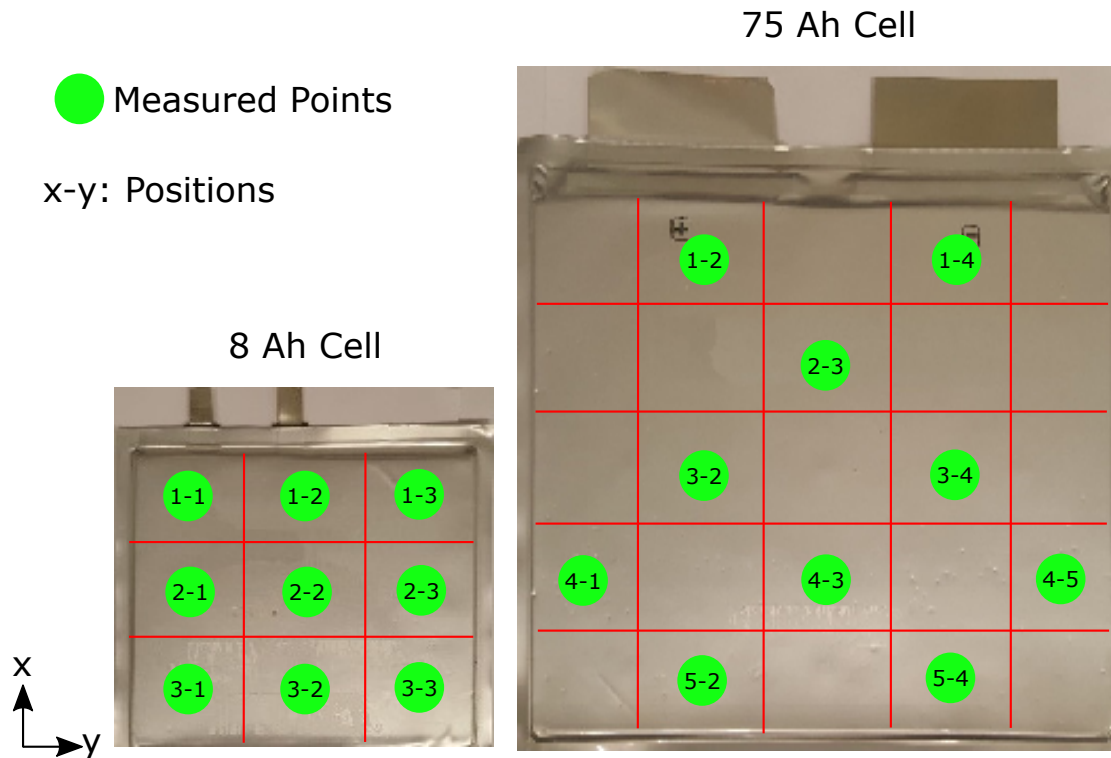 75 Ah Cell
Measured Points
x-y: Positions
8 Ah Cell
1-2 1-4
2-3
3-2 3-4
4-1 4-3 4-5
5-2 5-4
1-1 1-2 1-3
2-1 2-2 2-3
3-1 3-2 3-3
x
y